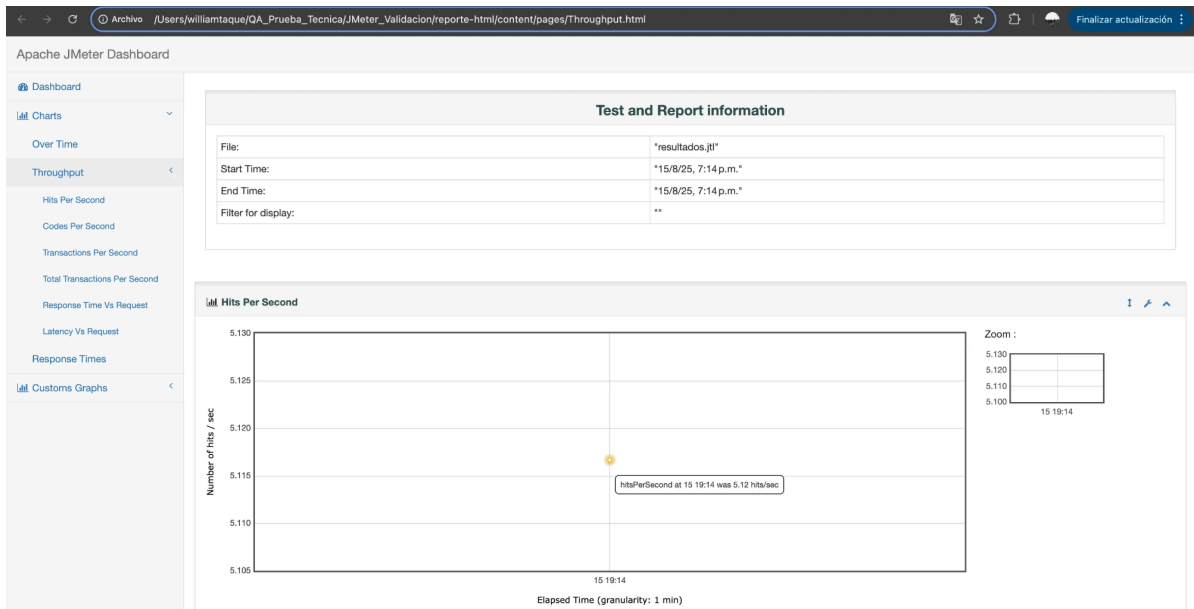 Archivo /Users/williamtaque/QA_Prueba_Tecnica/JMeter_Validacion/reporte-html/content/pages/Throughput.html
Finalizar actualización
Apache JMeter Dashboard
Dashboard
Charts
Over Time
Throughput
Hits Per Second
Codes Per Second
Transactions Per Second
Total Transactions Per Second
Response Time Vs Request
Latency Vs Request
Response Times
Customs Graphs
Test and Report information
File: "resultados.jtl"
Start Time: "15/8/25, 7:14 p.m."
End Time: "15/8/25, 7:14 p.m."
Filter for display: ""
Hits Per Second
Number of hits / sec
5.130
5.125
5.120
5.115
5.110
5.105
hitsPerSecond at 15 19:14 was 5.12 hits/sec
15 19:14
Elapsed Time (granularity: 1 min)
Zoom :
5.130
5.120
5.110
5.100
15 19:14